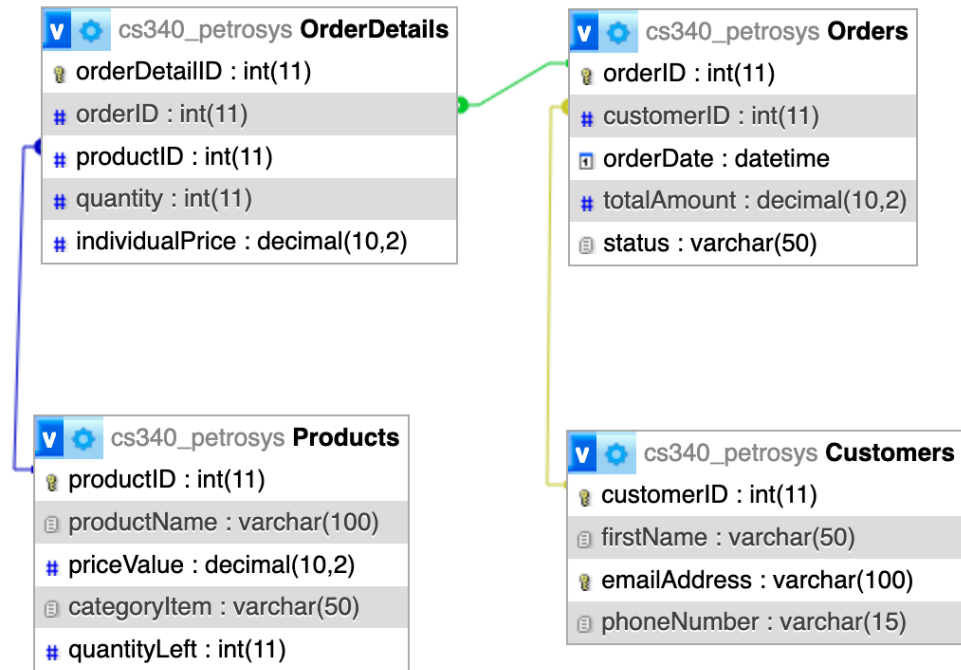 v cs340_petrosys OrderDetails
orderDetailID : int(11)
# orderID : int(11)
# productID : int(11)
# quantity : int(11)
# individualPrice : decimal(10,2)
v cs340_petrosys Orders
orderID : int(11)
# customerID : int(11)
orderDate : datetime
# totalAmount : decimal(10,2)
status : varchar(50)
v cs340_petrosys Products
productID : int(11)
productName : varchar(100)
# priceValue : decimal(10,2)
categoryItem : varchar(50)
# quantityLeft : int(11)
v cs340_petrosys Customers
customerID : int(11)
firstName : varchar(50)
emailAddress : varchar(100)
phoneNumber : varchar(15)